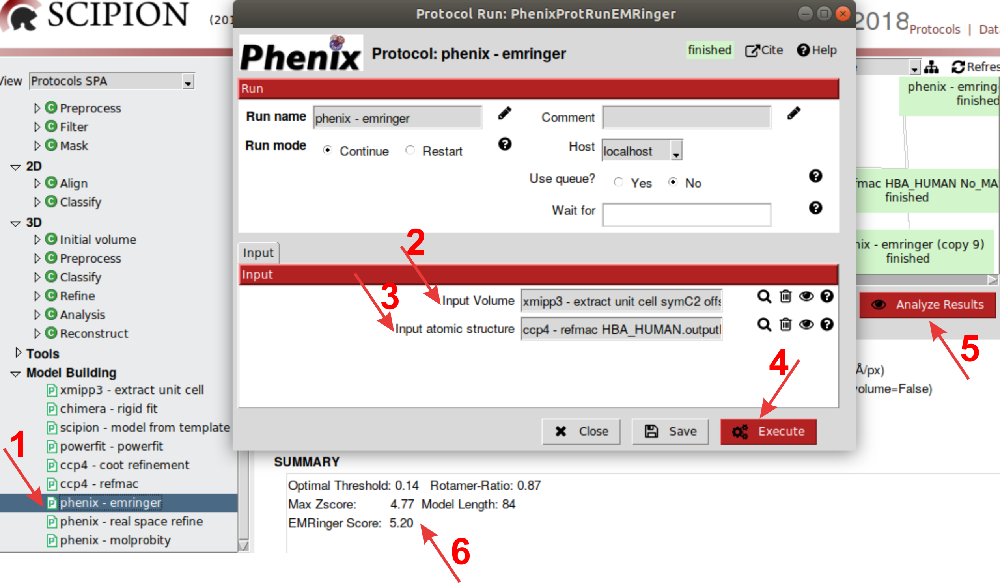 SCIPION
(201
Protocol Run: PhenixProtRunEMRinger
2018
Protocols | Dat
Phenix
Protocol: phenix - emringer
finished
Cite
Help
View
Protocols SPA
Refres
Run
Run name
phenix - emringer
Comment
Run mode
Continue
Restart
Host
localhost
Use queue?
Yes
No
Wait for
Preprocess
Filter
Mask
2D
Align
Classify
3D
Initial volume
Preprocess
Classify
Refine
Analysis
Reconstruct
Tools
Model Building
xmipp3 - extract unit cell
chimera - rigid fit
scipion - model from template
powerfit - powerfit
ccp4 - coot refinement
ccp4 - refmac
phenix - emringer
phenix - real space refine
phenix - molprobity
1
2
Input
Input
3
Input Volume
xmipp3 - extract unit cell symC2 offs
Input atomic structure
ccp4 - refmac HBA_HUMAN.output
4
Close
Save
Execute
phenix - emring
finished
fmac HBA_HUMAN No_MA
finished
nix - emringer (copy 9)
finished
Analyze Results
5
Å/px)
volume=False)
SUMMARY
Optimal Threshold: 0.14 Rotamer-Ratio: 0.87
Max Zscore: 4.77 Model Length: 84
EMRinger Score: 5.20
6